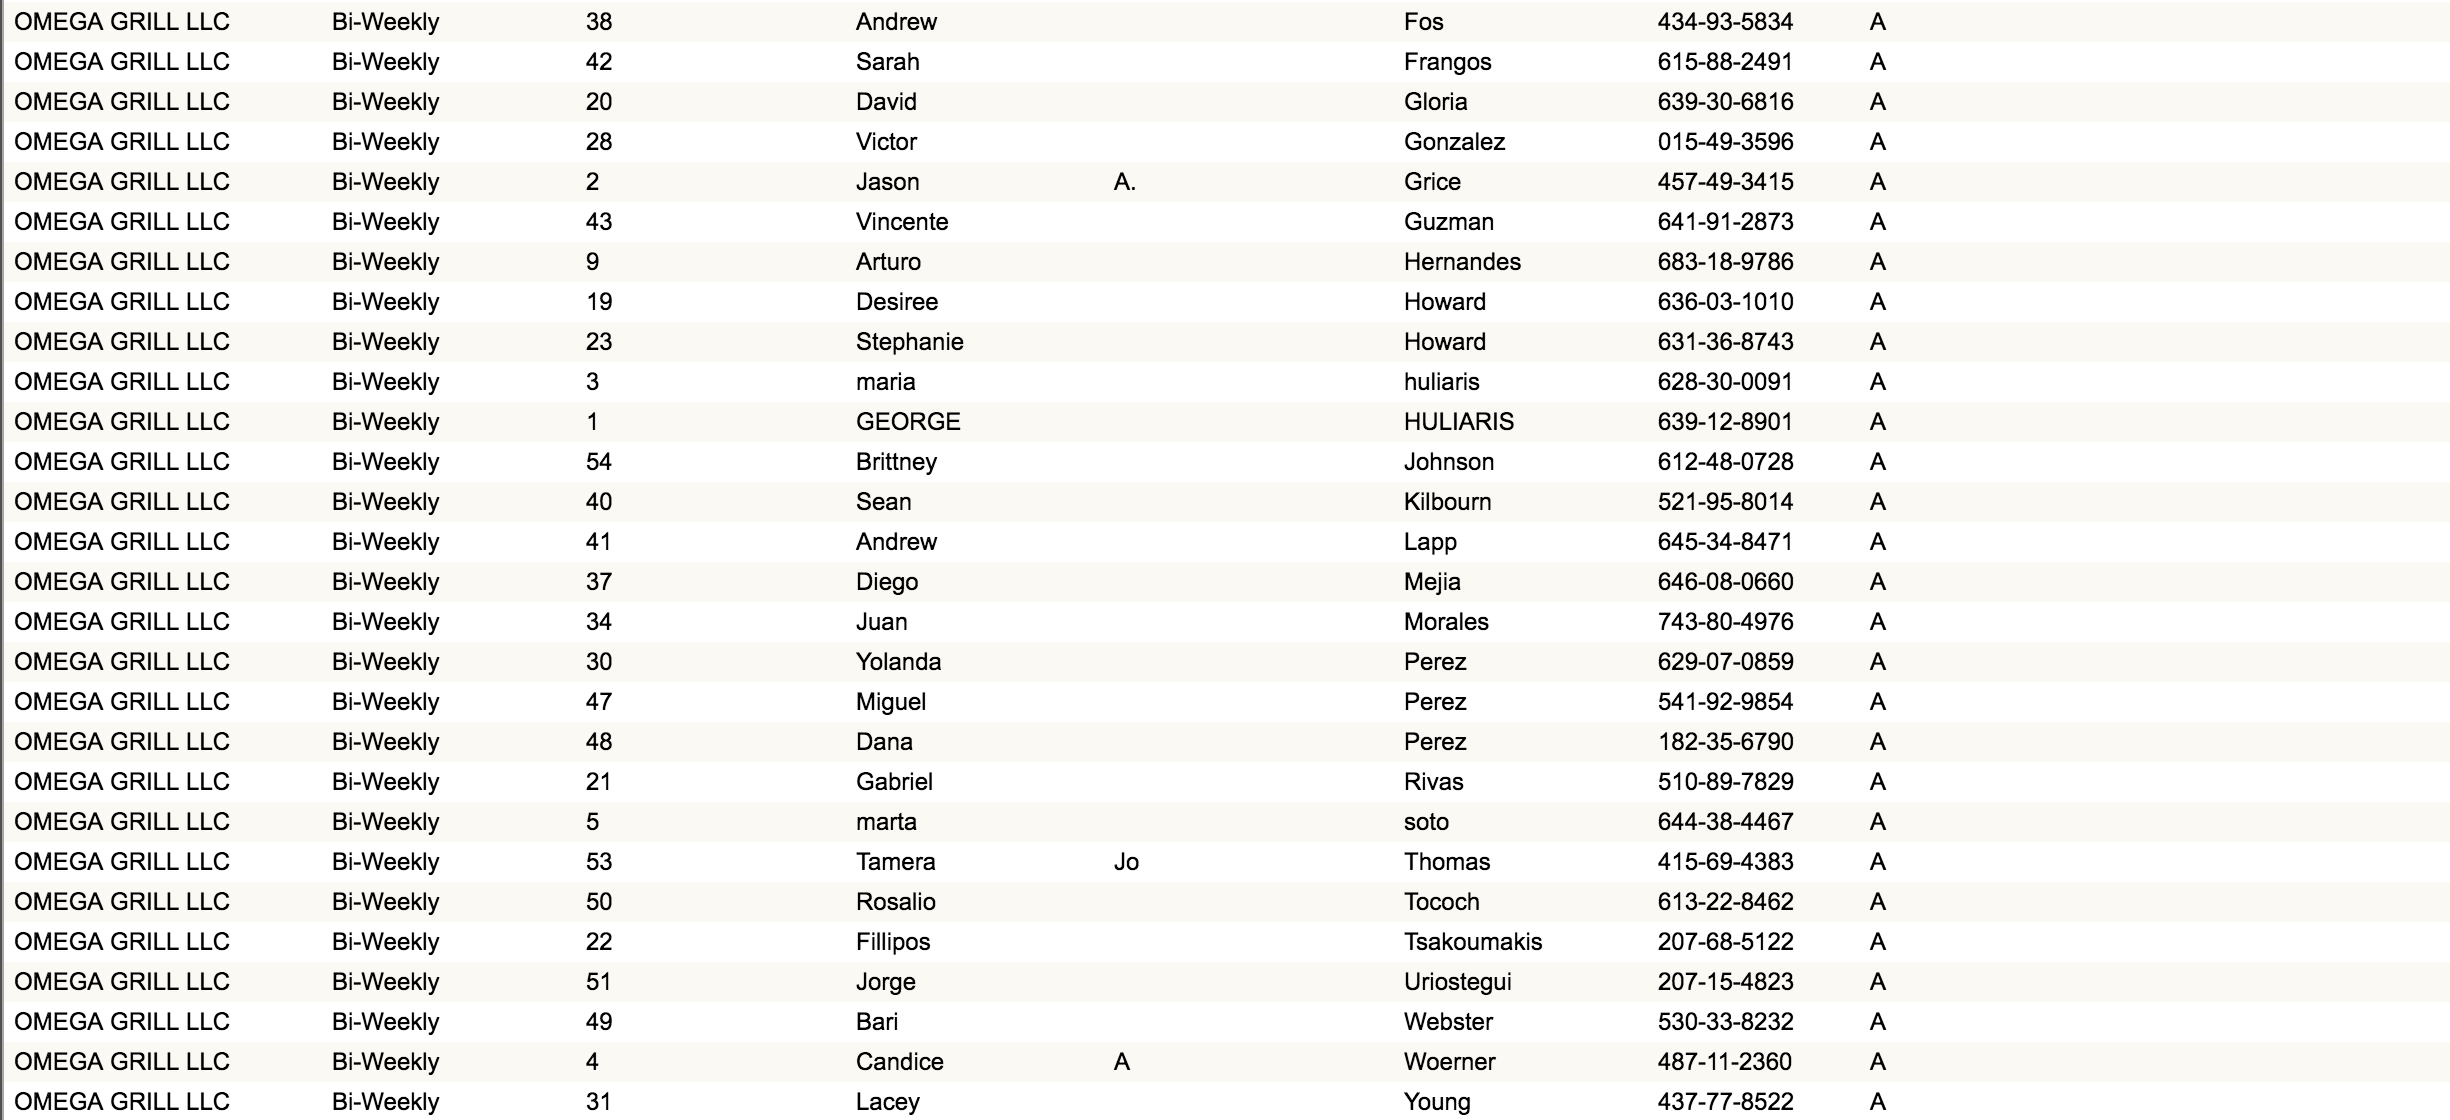 OMEGA GRILL LLC Bi-Weekly 38 Andrew Fos 434-93-5834 A
OMEGA GRILL LLC Bi-Weekly 42 Sarah Frangos 615-88-2491 A
OMEGA GRILL LLC Bi-Weekly 20 David Gloria 639-30-6816 A
OMEGA GRILL LLC Bi-Weekly 28 Victor Gonzalez 015-49-3596 A
OMEGA GRILL LLC Bi-Weekly 2 Jason A. Grice 457-49-3415 A
OMEGA GRILL LLC Bi-Weekly 43 Vincente Guzman 641-91-2873 A
OMEGA GRILL LLC Bi-Weekly 9 Arturo Hernandes 683-18-9786 A
OMEGA GRILL LLC Bi-Weekly 19 Desiree Howard 636-03-1010 A
OMEGA GRILL LLC Bi-Weekly 23 Stephanie Howard 631-36-8743 A
OMEGA GRILL LLC Bi-Weekly 3 maria huliaris 628-30-0091 A
OMEGA GRILL LLC Bi-Weekly 1 GEORGE HULIARIS 639-12-8901 A
OMEGA GRILL LLC Bi-Weekly 54 Brittney Johnson 612-48-0728 A
OMEGA GRILL LLC Bi-Weekly 40 Sean Kilbourn 521-95-8014 A
OMEGA GRILL LLC Bi-Weekly 41 Andrew Lapp 645-34-8471 A
OMEGA GRILL LLC Bi-Weekly 37 Diego Mejia 646-08-0660 A
OMEGA GRILL LLC Bi-Weekly 34 Juan Morales 743-80-4976 A
OMEGA GRILL LLC Bi-Weekly 30 Yolanda Perez 629-07-0859 A
OMEGA GRILL LLC Bi-Weekly 47 Miguel Perez 541-92-9854 A
OMEGA GRILL LLC Bi-Weekly 48 Dana Perez 182-35-6790 A
OMEGA GRILL LLC Bi-Weekly 21 Gabriel Rivas 510-89-7829 A
OMEGA GRILL LLC Bi-Weekly 5 marta soto 644-38-4467 A
OMEGA GRILL LLC Bi-Weekly 53 Tamera Jo Thomas 415-69-4383 A
OMEGA GRILL LLC Bi-Weekly 50 Rosalio Tococh 613-22-8462 A
OMEGA GRILL LLC Bi-Weekly 22 Fillipos Tsakoumakis 207-68-5122 A
OMEGA GRILL LLC Bi-Weekly 51 Jorge Uriostegui 207-15-4823 A
OMEGA GRILL LLC Bi-Weekly 49 Bari Webster 530-33-8232 A
OMEGA GRILL LLC Bi-Weekly 4 Candice A Woerner 487-11-2360 A
OMEGA GRILL LLC Bi-Weekly 31 Lacey Young 437-77-8522 A